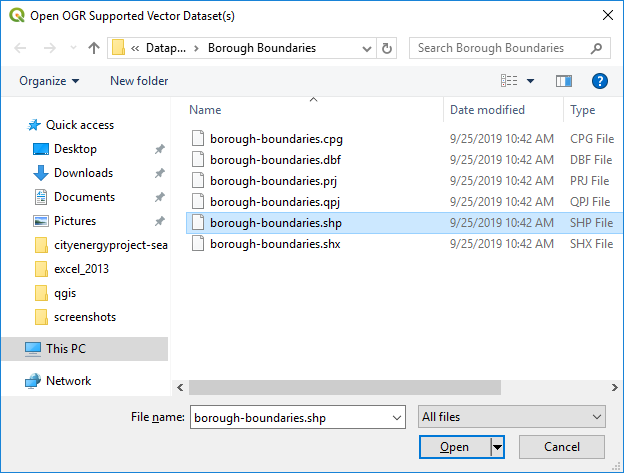 Open OGR Supported Vector Dataset(s)
« Datap... > Borough Boundaries
Search Borough Boundaries
Organize
New folder
?
Name Date modified Type
Quick access
Desktop
Downloads
Documents
Pictures
cityenergyproject-sea
excel_2013
qgis
screenshots
This PC
Network
borough-boundaries.cpg 9/25/2019 10:42 AM CPG File
borough-boundaries.dbf 9/25/2019 10:42 AM DBF File
borough-boundaries.prj 9/25/2019 10:42 AM PRJ File
borough-boundaries.qpj 9/25/2019 10:42 AM QPJ File
borough-boundaries.shp 9/25/2019 10:42 AM SHP File
borough-boundaries.shx 9/25/2019 10:42 AM SHX File
File name: borough-boundaries.shp
All files
Open
Cancel